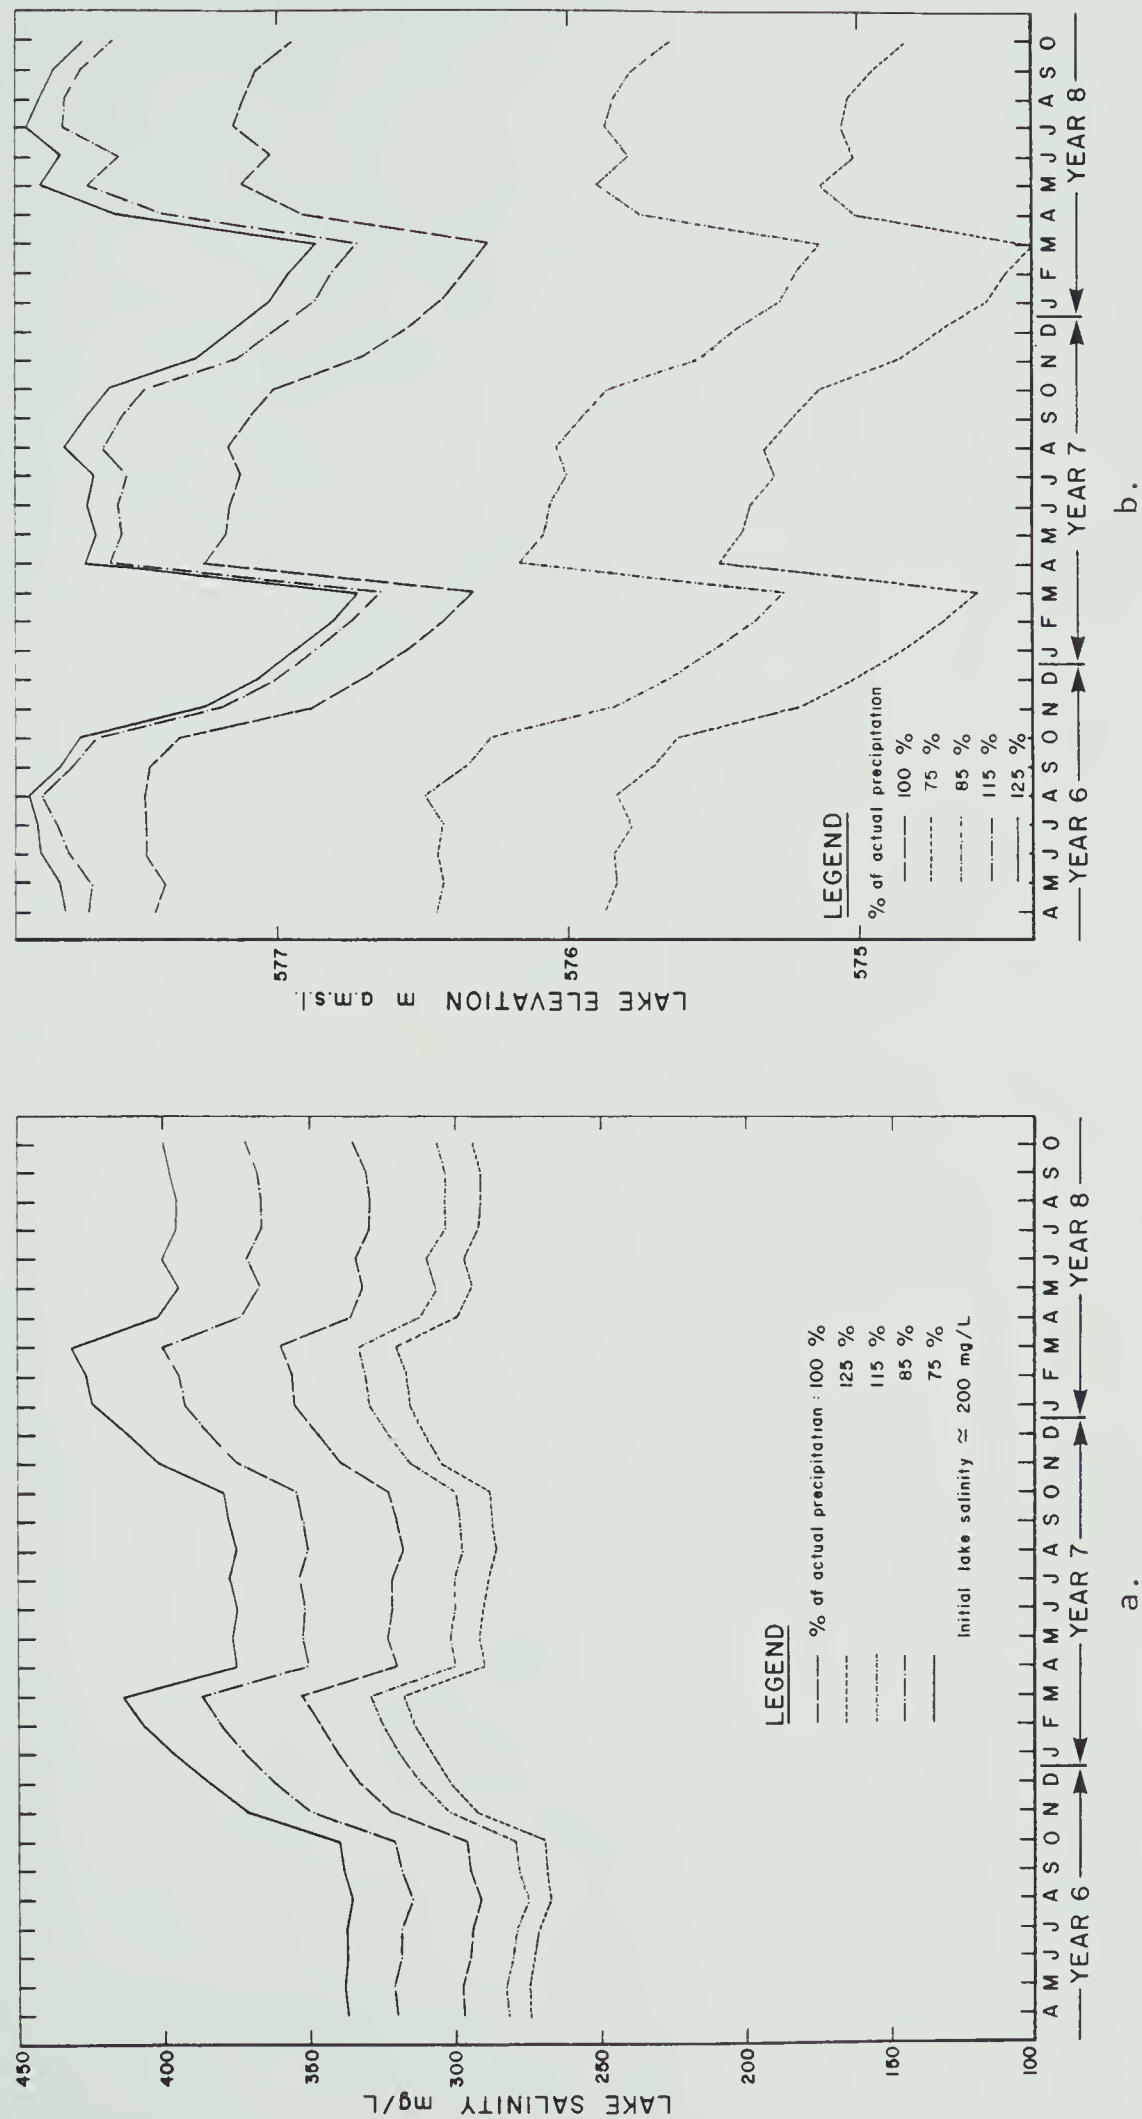 450
400
350
300
250
200
150
100
LAKE SALINITY mg/L
LEGEND
% of actual precipitation : 100 %
125 %
115 %
85 %
75 %
Initial lake salinity ≃ 200 mg/L
A M J J A S O N D J F M A M J J A S O N D J F M A M J J A S O
YEAR 6 YEAR 7 YEAR 8
a.
577
576
575
LAKE ELEVATION m a.m.s.l.
LEGEND
% of actual precipitation
100 %
75 %
85 %
115 %
125 %
A M J J A S O N D J F M A M J J A S O N D J F M A M J J A S O
YEAR 6 YEAR 7 YEAR 8
b.